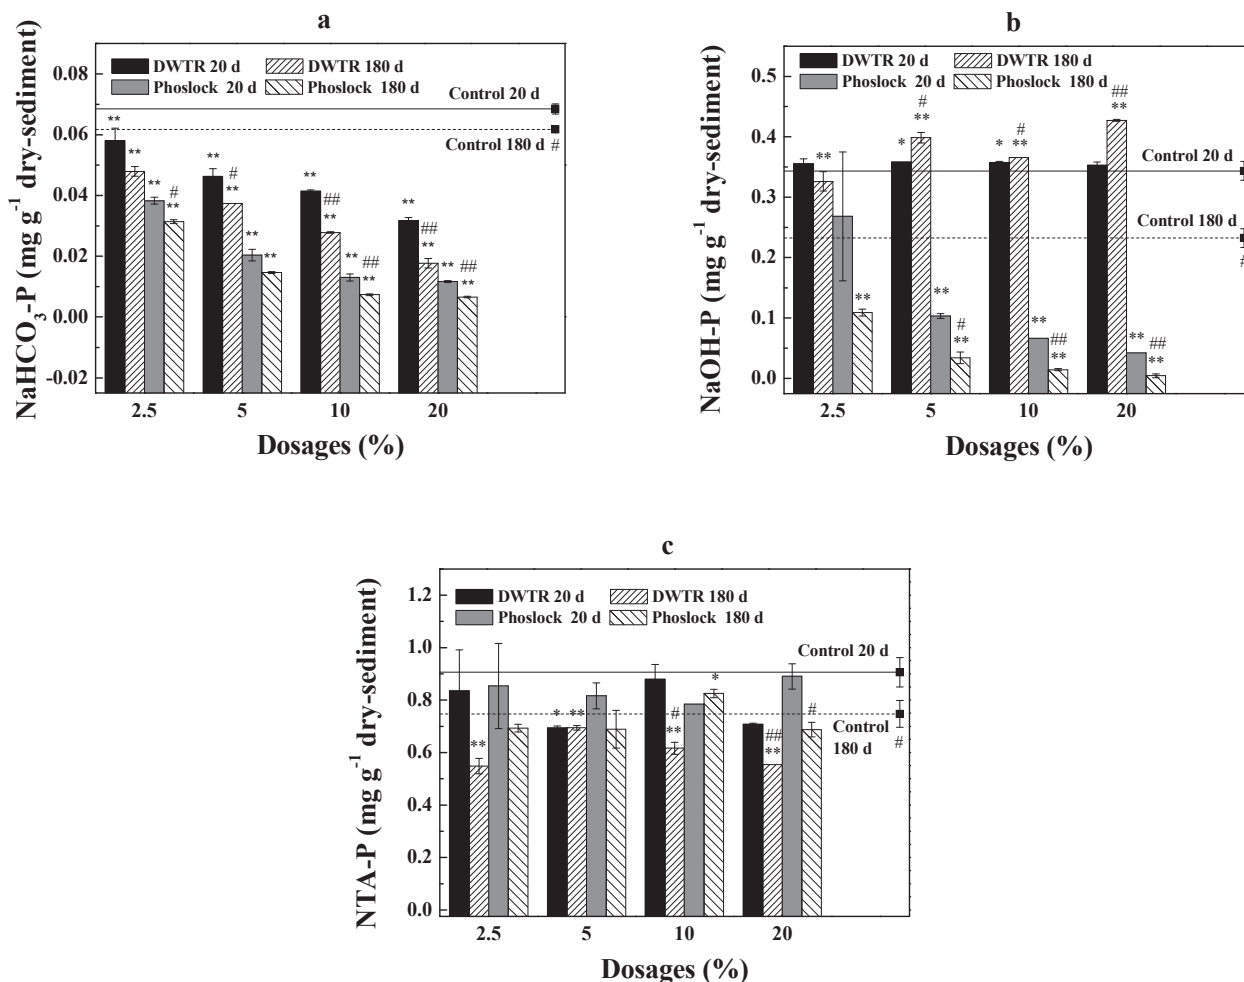 a
NaHCO3-P (mg g-1 dry-sediment)
0.08
0.06
0.04
0.02
0.00
-0.02
DWTR 20 d DWTR 180 d
Phoslock 20 d Phoslock 180 d
Control 20 d
Control 180 d #
** ** ** # **
** # ** ** **
** ## ** ** ## **
** ## ** ** ## **
2.5 5 10 20
Dosages (%)
b
NaOH-P (mg g-1 dry-sediment)
0.5
0.4
0.3
0.2
0.1
0.0
DWTR 20 d DWTR 180 d
Phoslock 20 d Phoslock 180 d
Control 20 d
Control 180 d
#
** **
* # ** ** # **
* # ** ** ## **
## ** ** ## **
2.5 5 10 20
Dosages (%)
c
NTA-P (mg g-1 dry-sediment)
1.2
1.0
0.8
0.6
0.4
0.2
0.0
DWTR 20 d DWTR 180 d
Phoslock 20 d Phoslock 180 d
Control 20 d
Control
180 d #
**
* **
# ** *
## ** #
2.5 5 10 20
Dosages (%)